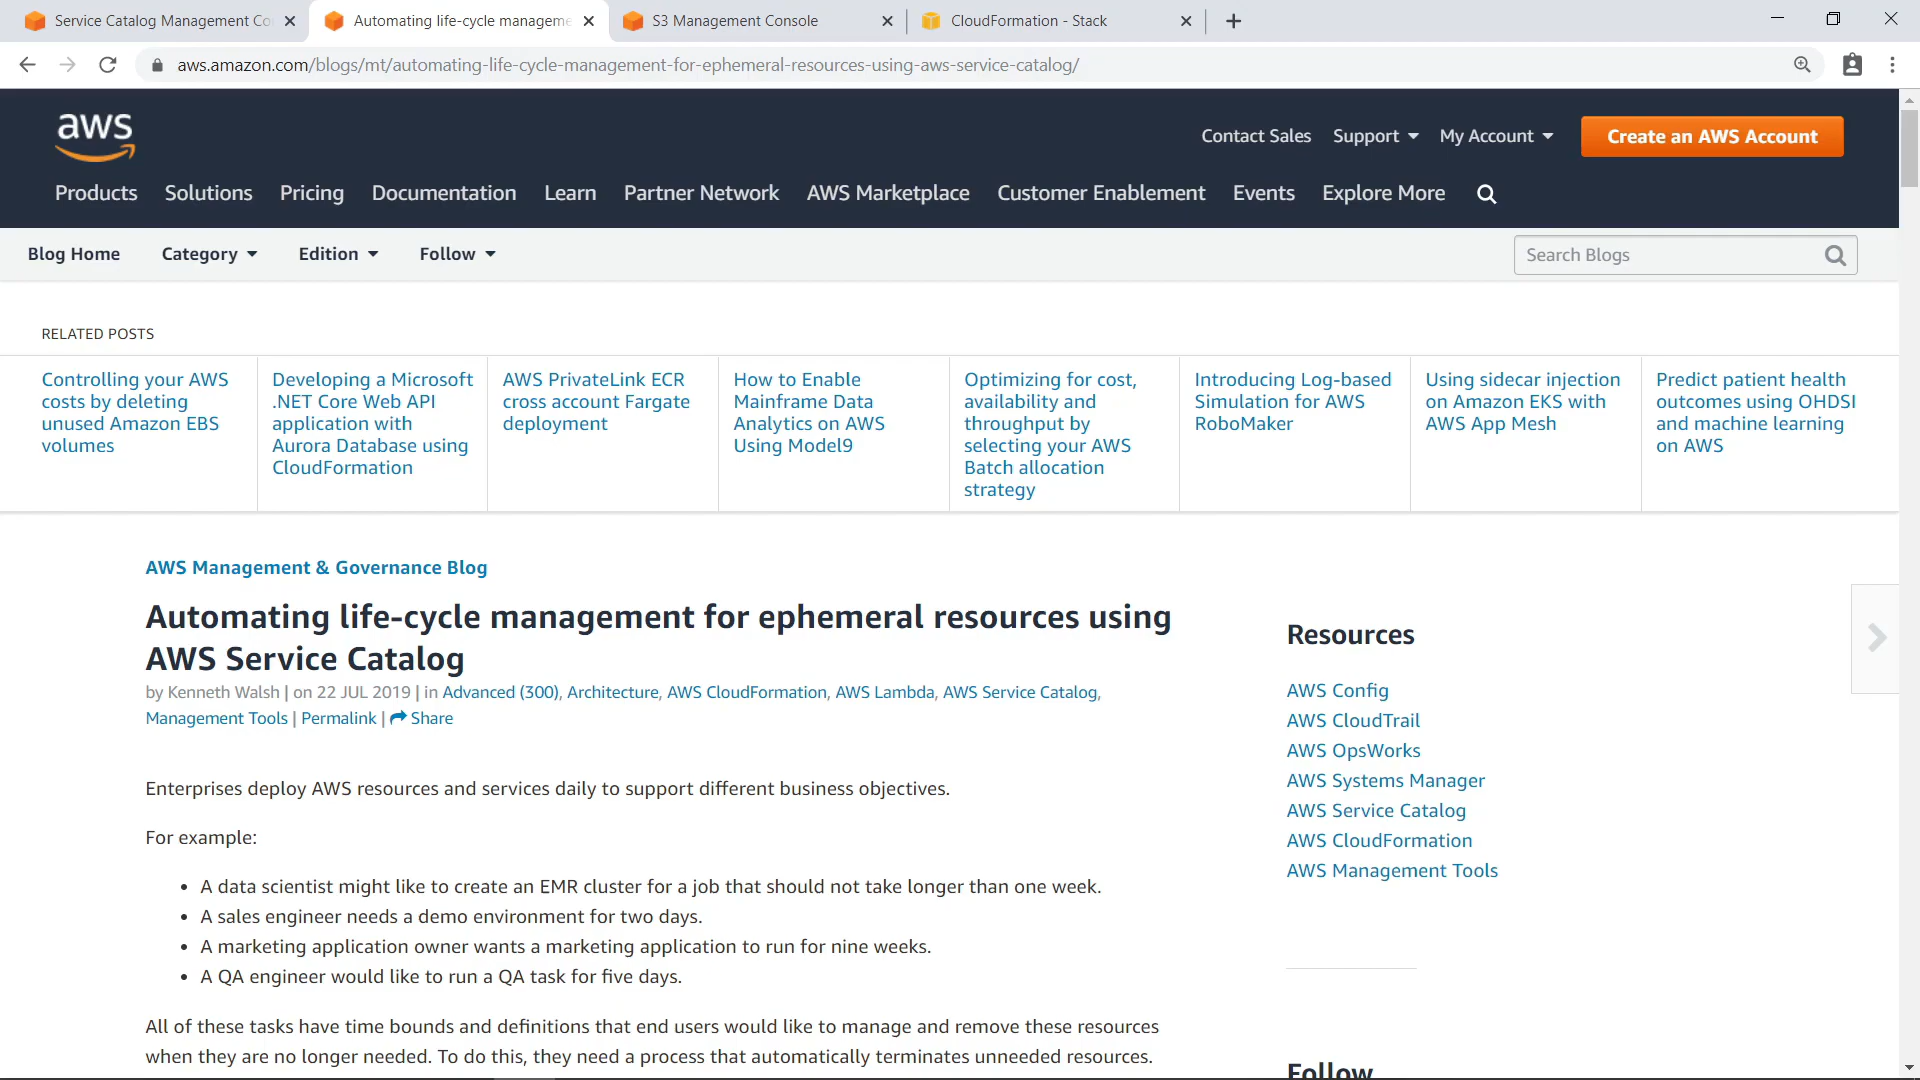 Service Catalog Management Co
Automating life-cycle manageme
S3 Management Console
CloudFormation - Stack
aws.amazon.com/blogs/mt/automating-life-cycle-management-for-ephemeral-resources-using-aws-service-catalog/
aws
Contact Sales Support My Account Create an AWS Account
Products Solutions Pricing Documentation Learn Partner Network AWS Marketplace Customer Enablement Events Explore More
Blog Home Category Edition Follow Search Blogs
RELATED POSTS
Controlling your AWS
costs by deleting
unused Amazon EBS
volumes
Developing a Microsoft
.NET Core Web API
application with
Aurora Database using
CloudFormation
AWS PrivateLink ECR
cross account Fargate
deployment
How to Enable
Mainframe Data
Analytics on AWS
Using Model9
Optimizing for cost,
availability and
throughput by
selecting your AWS
Batch allocation
strategy
Introducing Log-based
Simulation for AWS
RoboMaker
Using sidecar injection
on Amazon EKS with
AWS App Mesh
Predict patient health
outcomes using OHDSI
and machine learning
on AWS
AWS Management & Governance Blog
Automating life-cycle management for ephemeral resources using
AWS Service Catalog
by Kenneth Walsh | on 22 JUL 2019 | in Advanced (300), Architecture, AWS CloudFormation, AWS Lambda, AWS Service Catalog,
Management Tools | Permalink | Share
Enterprises deploy AWS resources and services daily to support different business objectives.
For example:
• A data scientist might like to create an EMR cluster for a job that should not take longer than one week.
• A sales engineer needs a demo environment for two days.
• A marketing application owner wants a marketing application to run for nine weeks.
• A QA engineer would like to run a QA task for five days.
All of these tasks have time bounds and definitions that end users would like to manage and remove these resources
when they are no longer needed. To do this, they need a process that automatically terminates unneeded resources.
Resources
AWS Config
AWS CloudTrail
AWS OpsWorks
AWS Systems Manager
AWS Service Catalog
AWS CloudFormation
AWS Management Tools
Follow